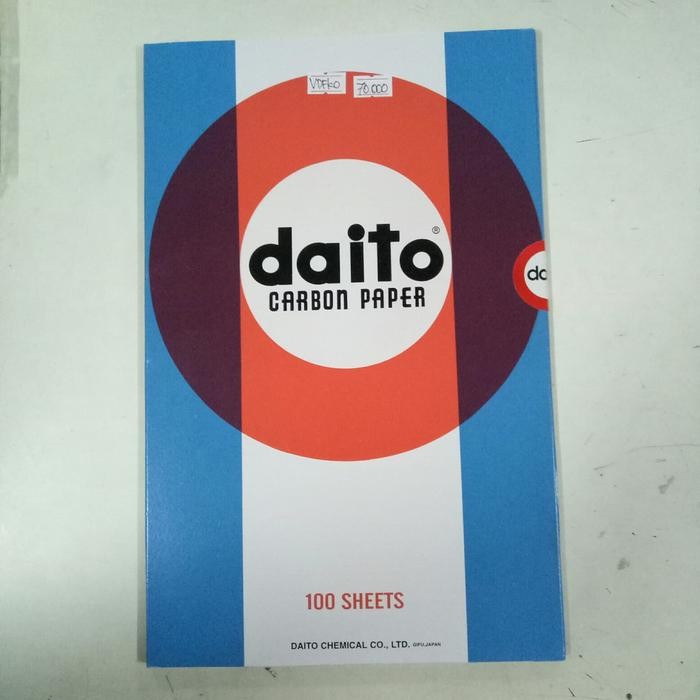 VDFKO 70.000
daito®
CARBON PAPER
da
100 SHEETS
DAITO CHEMICAL CO., LTD. GIFU,JAPAN